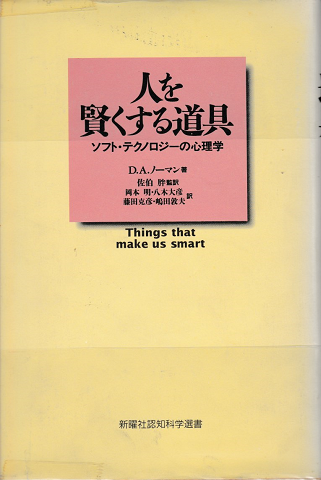 人を
賢くする道具
ソフト・テクノロジーの心理学
D.A.ノーマン著
佐伯 胖監訳
岡本 明・八木大彦
藤田克彦・嶋田敦夫 訳
Things that
make us smart
新曜社認知科学選書